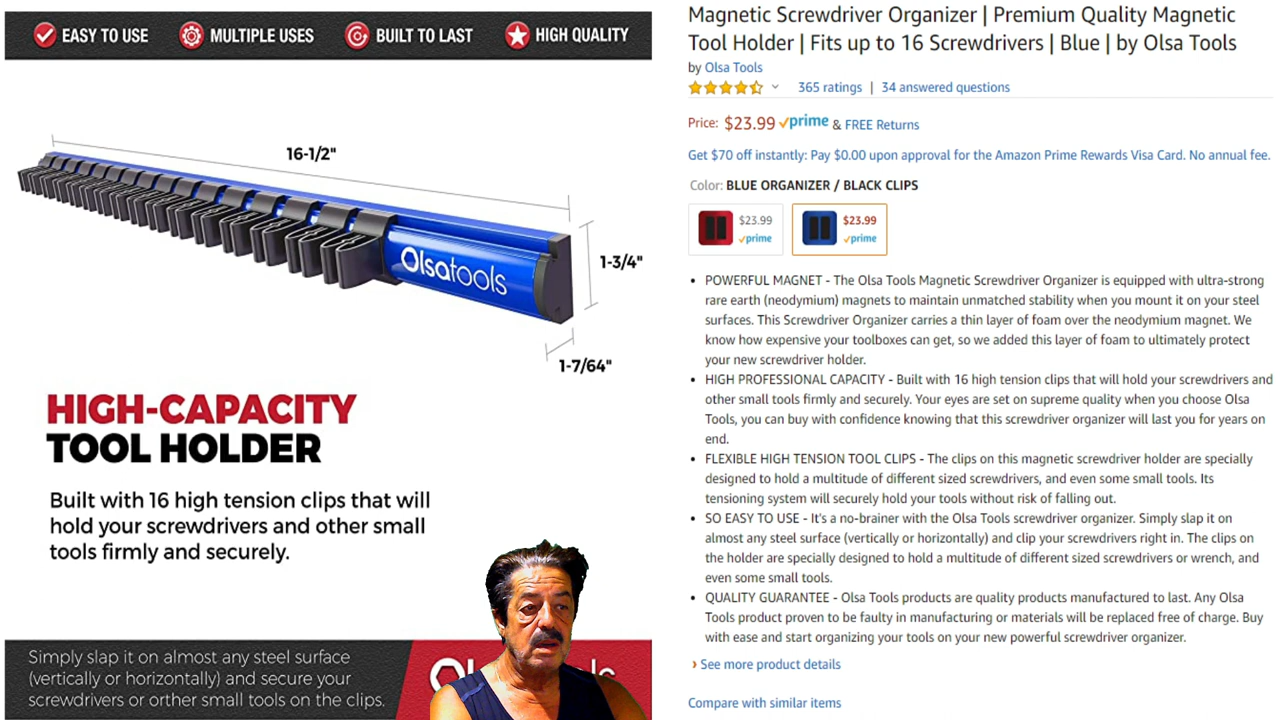 EASY TO USE
MULTIPLE USES
BUILT TO LAST
HIGH QUALITY
16-1/2"
1-3/4"
1-7/64"
Olsatools
HIGH-CAPACITY
TOOL HOLDER
Built with 16 high tension clips that will
hold your screwdrivers and other small
tools firmly and securely.
Simply slap it on almost any steel surface
(vertically or horizontally) and secure your
screwdrivers or orther small tools on the clips.
Magnetic Screwdriver Organizer | Premium Quality Magnetic
Tool Holder | Fits up to 16 Screwdrivers | Blue | by Olsa Tools
by Olsa Tools
365 ratings | 34 answered questions
Price: $23.99 prime & FREE Returns
Get $70 off instantly: Pay $0.00 upon approval for the Amazon Prime Rewards Visa Card. No annual fee.
Color: BLUE ORGANIZER / BLACK CLIPS
$23.99 $23.99
prime prime
• POWERFUL MAGNET - The Olsa Tools Magnetic Screwdriver Organizer is equipped with ultra-strong
rare earth (neodymium) magnets to maintain unmatched stability when you mount it on your steel
surfaces. This Screwdriver Organizer carries a thin layer of foam over the neodymium magnet. We
know how expensive your toolboxes can get, so we added this layer of foam to ultimately protect
your new screwdriver holder.
• HIGH PROFESSIONAL CAPACITY - Built with 16 high tension clips that will hold your screwdrivers and
other small tools firmly and securely. Your eyes are set on supreme quality when you choose Olsa
Tools, you can buy with confidence knowing that this screwdriver organizer will last you for years on
end.
• FLEXIBLE HIGH TENSION TOOL CLIPS - The clips on this magnetic screwdriver holder are specially
designed to hold a multitude of different sized screwdrivers, and even some small tools. Its
tensioning system will securely hold your tools without risk of falling out.
• SO EASY TO USE - It's a no-brainer with the Olsa Tools screwdriver organizer. Simply slap it on
almost any steel surface (vertically or horizontally) and clip your screwdrivers right in. The clips on
the holder are specially designed to hold a multitude of different sized screwdrivers or wrench, and
even some small tools.
• QUALITY GUARANTEE - Olsa Tools products are quality products manufactured to last. Any Olsa
Tools product proven to be faulty in manufacturing or materials will be replaced free of charge. Buy
with ease and start organizing your tools on your new powerful screwdriver organizer.
› See more product details
Compare with similar items